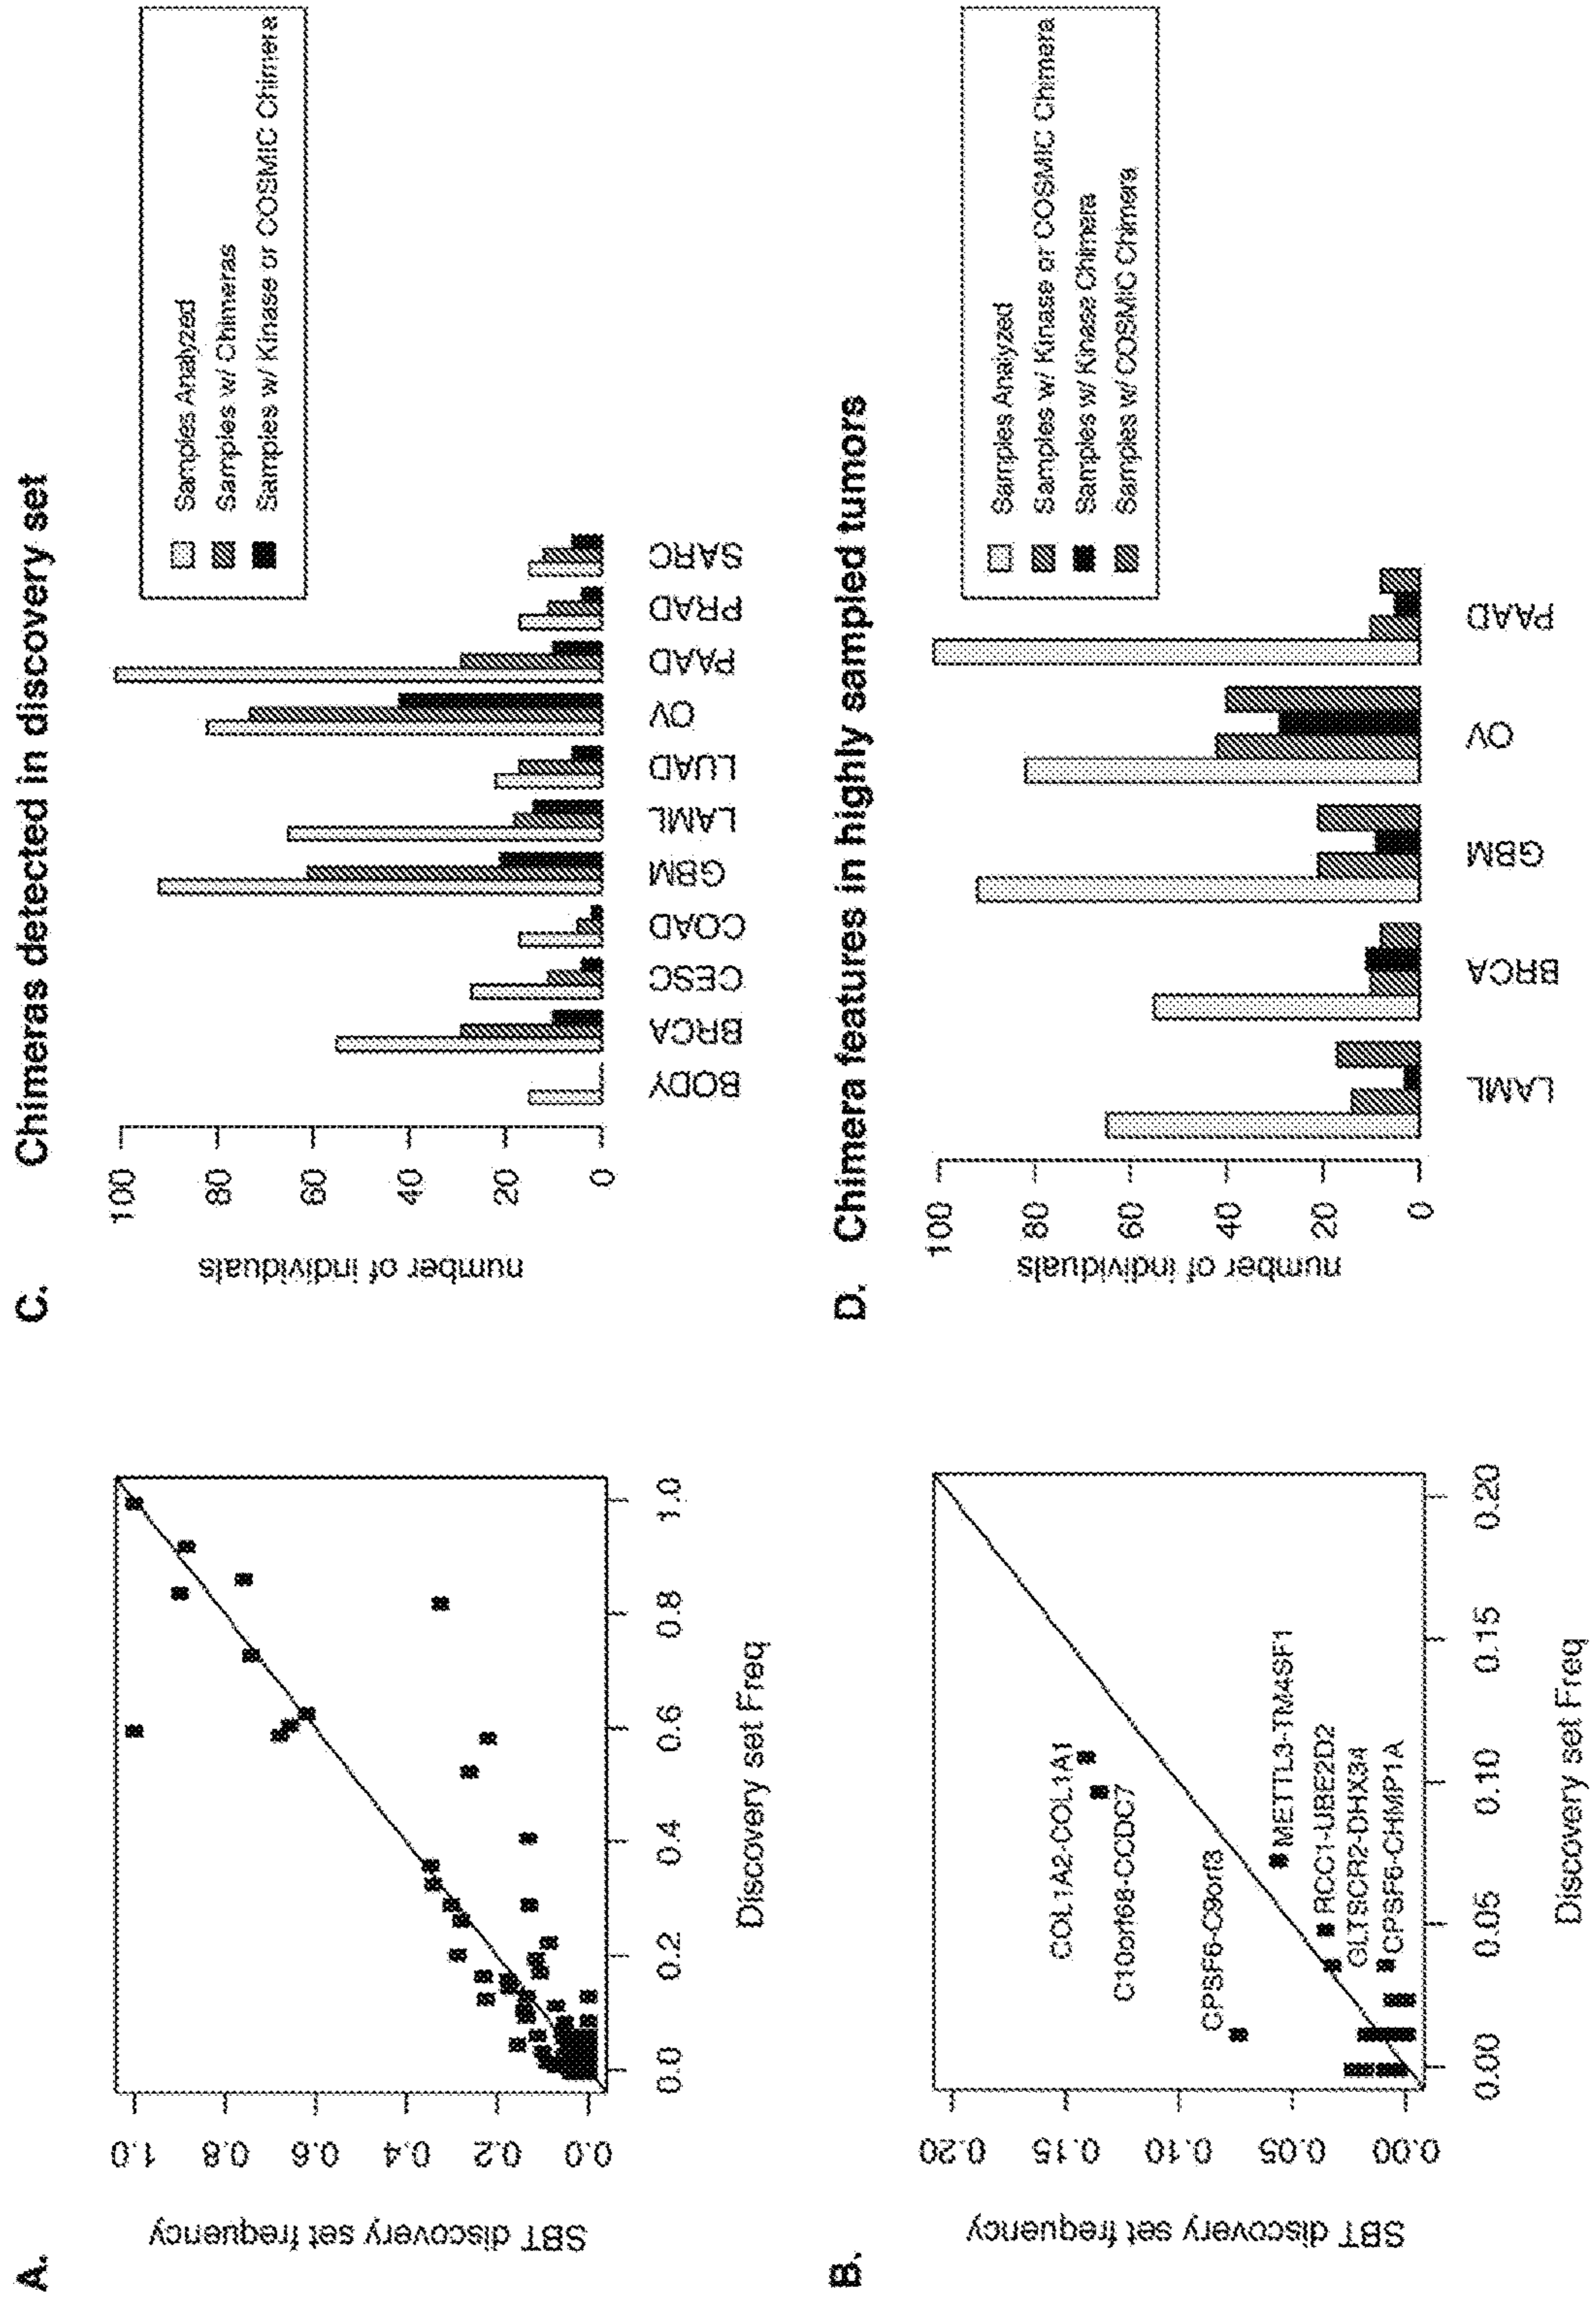 A.
SBT discovery set frequency
1.0
0.8
0.6
0.4
0.2
0.0
0.0
0.2
0.4
0.6
0.8
1.0
Discovery set Freq
B.
SBT discovery set frequency
0.20
0.15
0.10
0.05
0.00
COL1A2-COL1A1
C10orf68-CCDC7
CPSF6-C9orf3
METTL3-TM4SF1
RCC1-UBE2D2
GLTSCR2-DHX34
CPSF6-CHMP1A
0.00
0.05
0.10
0.15
0.20
Discovery set Freq
C. Chimeras detected in discovery set
number of individuals
100
80
60
40
20
0
Samples Analyzed
Samples w/ Chimeras
Samples w/ Kinase or COSMIC Chimera
BODY
BRCA
CESC
COAD
GBM
LAML
LUAD
OV
PAAD
PRAD
SARC
D. Chimera features in highly sampled tumors
number of individuals
100
80
60
40
20
0
Samples Analyzed
Samples w/ Kinase or COSMIC Chimera
Samples w/ Kinase Chimera
Samples w/ COSMIC Chimera
LAML
BRCA
GBM
OV
PAAD